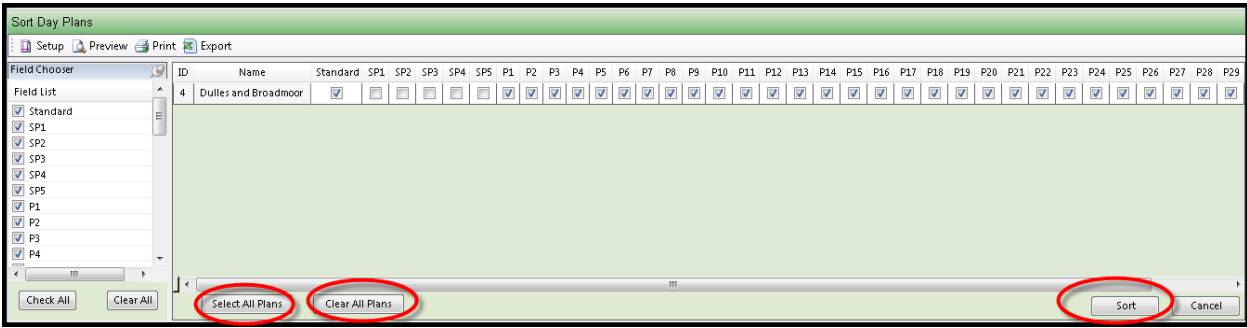 Sort Day Plans
Setup Preview Print Export
Field Chooser
Field List
Standard
SP1
SP2
SP3
SP4
SP5
P1
P2
P3
P4
Check All Clear All
ID Name Standard SP1 SP2 SP3 SP4 SP5 P1 P2 P3 P4 P5 P6 P7 P8 P9 P10 P11 P12 P13 P14 P15 P16 P17 P18 P19 P20 P21 P22 P23 P24 P25 P26 P27 P28 P29
4 Dulles and Broadmoor
Select All Plans Clear All Plans Sort Cancel